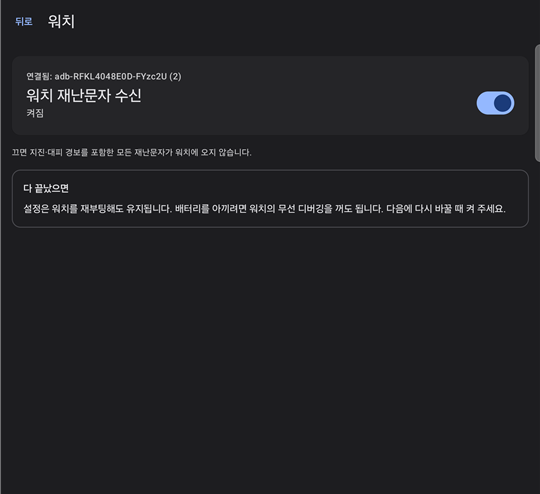 뒤로 워치
연결됨: adb-RFKL4048E0D-FYzc2U (2)
워치 재난문자 수신
켜짐
끄면 지진·대피 경보를 포함한 모든 재난문자가 워치에 오지 않습니다.
다 끝났으면
설정은 워치를 재부팅해도 유지됩니다. 배터리를 아끼려면 워치의 무선 디버깅을 꺼도 됩니다. 다음에 다시 바꿀 때 켜 주세요.